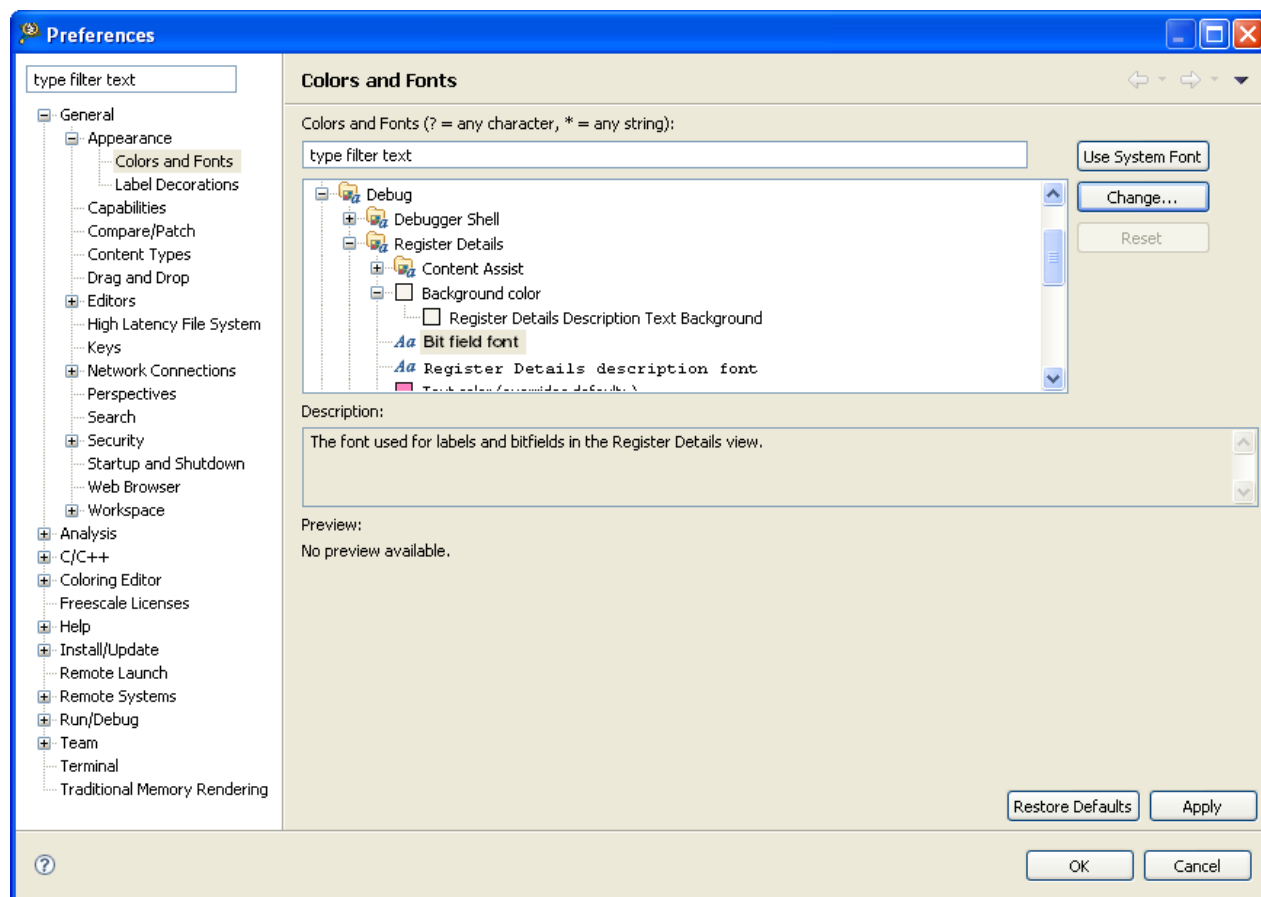 Preferences
type filter text
General
Appearance
Colors and Fonts
Label Decorations
Capabilities
Compare/Patch
Content Types
Drag and Drop
Editors
High Latency File System
Keys
Network Connections
Perspectives
Search
Security
Startup and Shutdown
Web Browser
Workspace
Analysis
C/C++
Coloring Editor
Freescale Licenses
Help
Install/Update
Remote Launch
Remote Systems
Run/Debug
Team
Terminal
Traditional Memory Rendering
Colors and Fonts
Colors and Fonts (? = any character, * = any string):
type filter text
Use System Font
Change...
Reset
Debug
Debugger Shell
Register Details
Content Assist
Background color
Register Details Description Text Background
Aa Bit field font
Aa Register Details description font
Text color (overrides default: )
Description:
The font used for labels and bitfields in the Register Details view.
Preview:
No preview available.
Restore Defaults
Apply
OK
Cancel